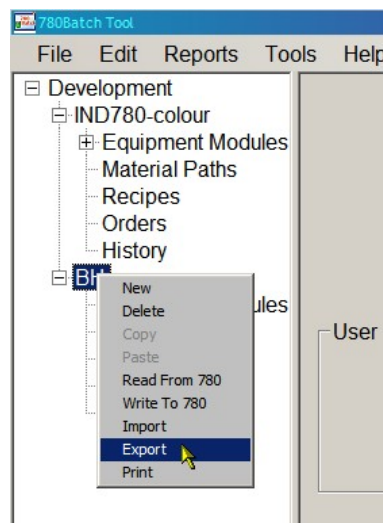 780Batch Tool
File Edit Reports Tools Help
Development
IND780-colour
Equipment Modules
Material Paths
Recipes
Orders
History
ules
New
Delete
Copy
Paste
Read From 780
Write To 780
Import
Export
Print
User